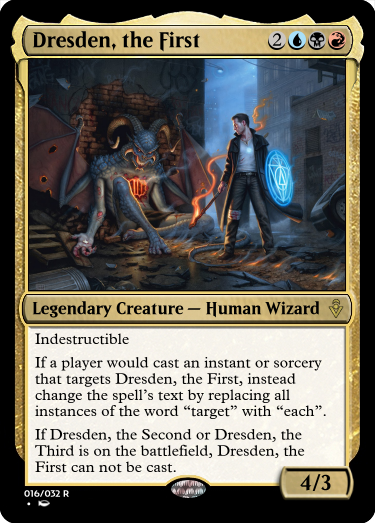 Dresden, the First
2
Legendary Creature — Human Wizard
Indestructible
If a player would cast an instant or sorcery
that targets Dresden, the First, instead
change the spell’s text by replacing all
instances of the word “target” with “each”.
If Dresden, the Second or Dresden, the
Third is on the battlefield, Dresden, the
First can not be cast.
4/3
016/032 R